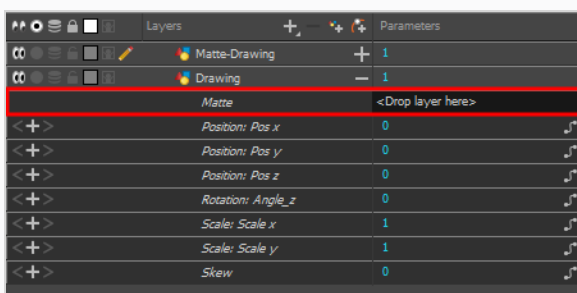 Layers Parameters
Matte-Drawing 1
Drawing 1
Matte <Drop layer here>
Position: Pos x 0
Position: Pos y 0
Position: Pos z 0
Rotation: Angle_z 0
Scale: Scale x 1
Scale: Scale y 1
Skew 0